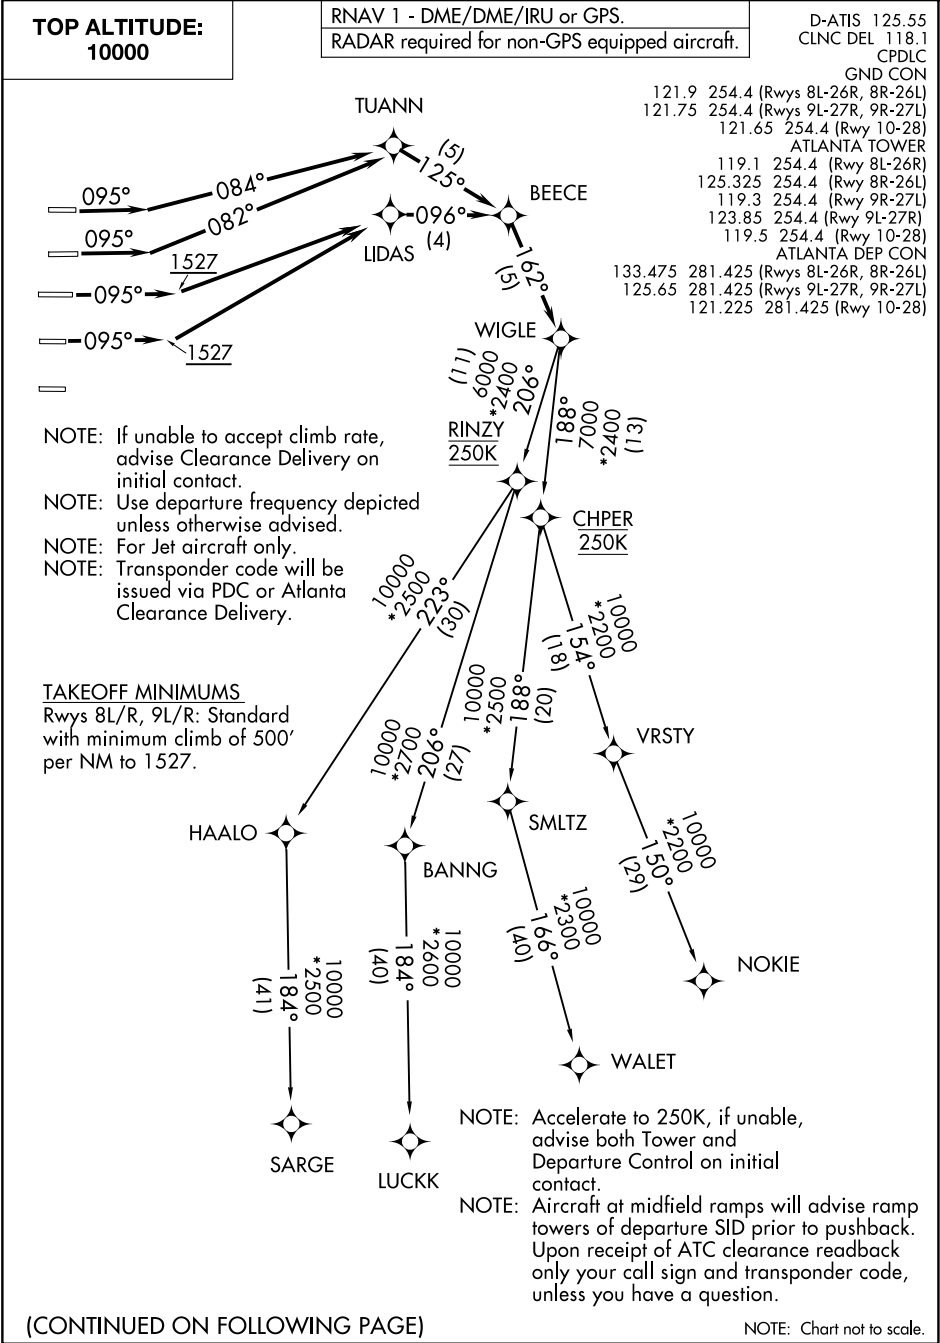 TOP ALTITUDE:
10000
RNAV 1 - DME/DME/IRU or GPS.
RADAR required for non-GPS equipped aircraft.
D-ATIS 125.55
CLNC DEL 118.1
CPDLC
GND CON
121.9 254.4 (Rwys 8L-26R, 8R-26L)
121.75 254.4 (Rwys 9L-27R, 9R-27L)
121.65 254.4 (Rwy 10-28)
ATLANTA TOWER
119.1 254.4 (Rwy 8L-26R)
125.325 254.4 (Rwy 8R-26L)
119.3 254.4 (Rwy 9R-27L)
123.85 254.4 (Rwy 9L-27R)
119.5 254.4 (Rwy 10-28)
ATLANTA DEP CON
133.475 281.425 (Rwys 8L-26R, 8R-26L)
125.65 281.425 (Rwys 9L-27R, 9R-27L)
121.225 281.425 (Rwy 10-28)
TUANN
(5)
125°
BEECE
095°
084°
095°
082°
096°
(4)
LIDAS
1527
095°
095°
1527
162°
(5)
WIGLE
(11)
6000
*2400
206°
188°
7000
*2400
(13)
RINZY
250K
CHPER
250K
NOTE: If unable to accept climb rate,
advise Clearance Delivery on
initial contact.
NOTE: Use departure frequency depicted
unless otherwise advised.
NOTE: For Jet aircraft only.
NOTE: Transponder code will be
issued via PDC or Atlanta
Clearance Delivery.
10000
*2500
223°
(30)
10000
*2200
154°
(18)
TAKEOFF MINIMUMS
Rwys 8L/R, 9L/R: Standard
with minimum climb of 500'
per NM to 1527.
10000
*2700
206°
(27)
10000
*2500
188°
(20)
VRSTY
HAALO
BANNG
SMLTZ
10000
*2200
150°
(29)
10000
*2500
184°
(41)
10000
*2600
184°
(40)
10000
*2300
166°
(40)
NOKIE
WALET
SARGE
LUCKK
NOTE: Accelerate to 250K, if unable,
advise both Tower and
Departure Control on initial
contact.
NOTE: Aircraft at midfield ramps will advise ramp
towers of departure SID prior to pushback.
Upon receipt of ATC clearance readback
only your call sign and transponder code,
unless you have a question.
(CONTINUED ON FOLLOWING PAGE)
NOTE: Chart not to scale.